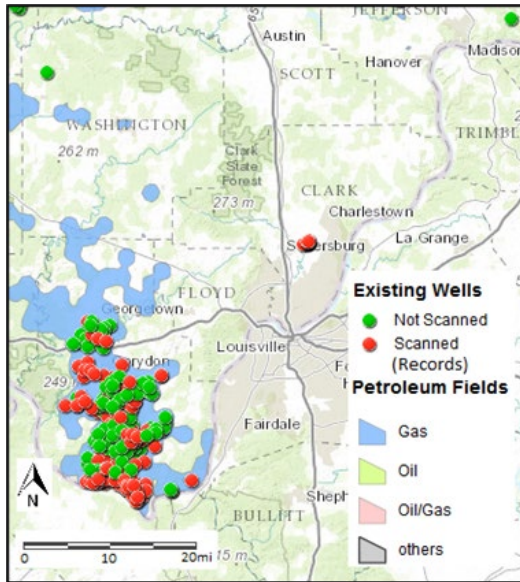 JEFFERSON
Austin
Madison
Hanover
SCOTT
WASHINGTON
TRIMBL
262 m
Clark
State
Forest
CLARK
273 m
Charlestown
La Grange
FLOYD
Georgetown
Existing Wells
Not Scanned
Scanned
(Records)
Louisville
249
Petroleum Fields
Gas
Fairdale
Oil
N
Oil/Gas
Sheph
BULLITT
others
0 10 20mi
15 m